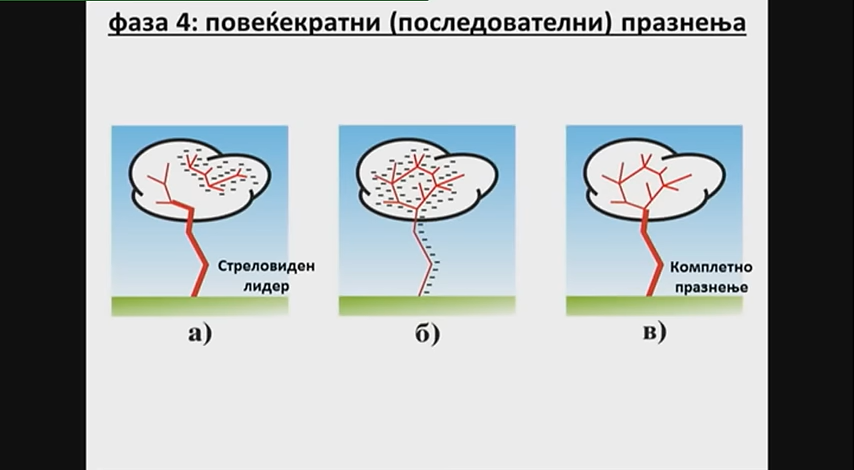 фаза 4: повеќекратни (последователни) празнења
Стреловиден
лидер
Комплетно
празнење
а)
б)
в)